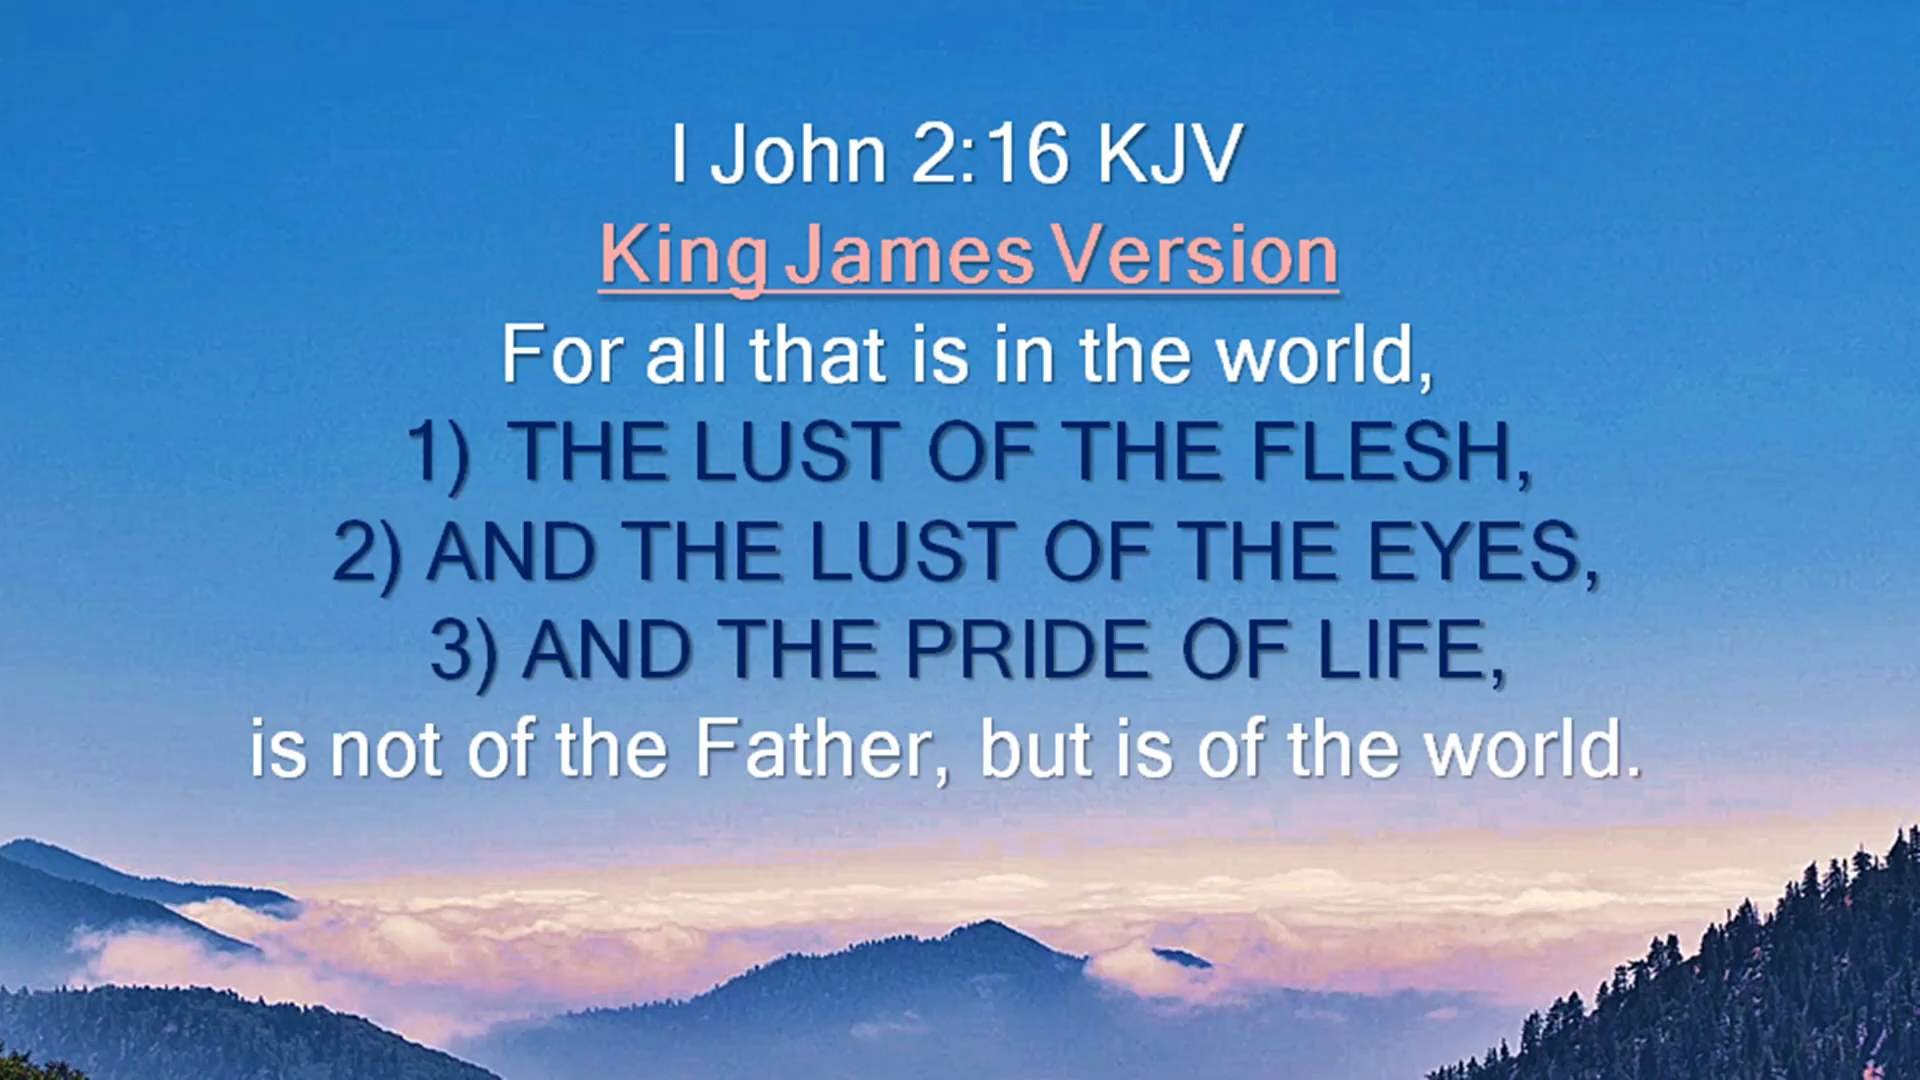 I John 2:16 KJV
King James Version
For all that is in the world,
1) THE LUST OF THE FLESH,
2) AND THE LUST OF THE EYES,
3) AND THE PRIDE OF LIFE,
is not of the Father, but is of the world.